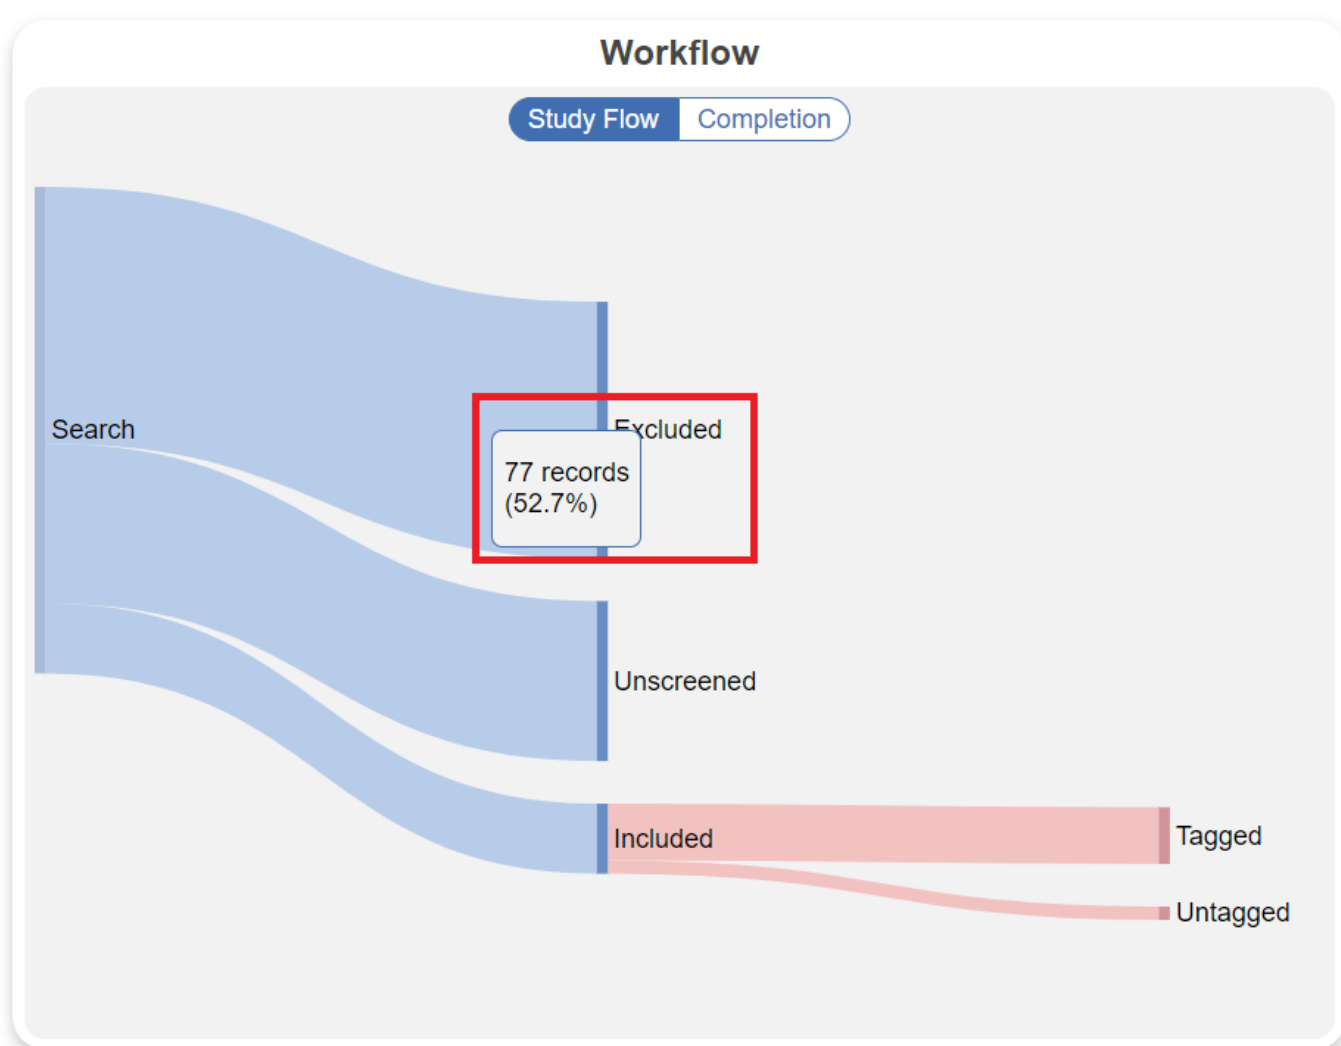 Workflow
Study Flow
Completion
Search
Excluded
77 records
(52.7%)
Unscreened
Included
Tagged
Untagged